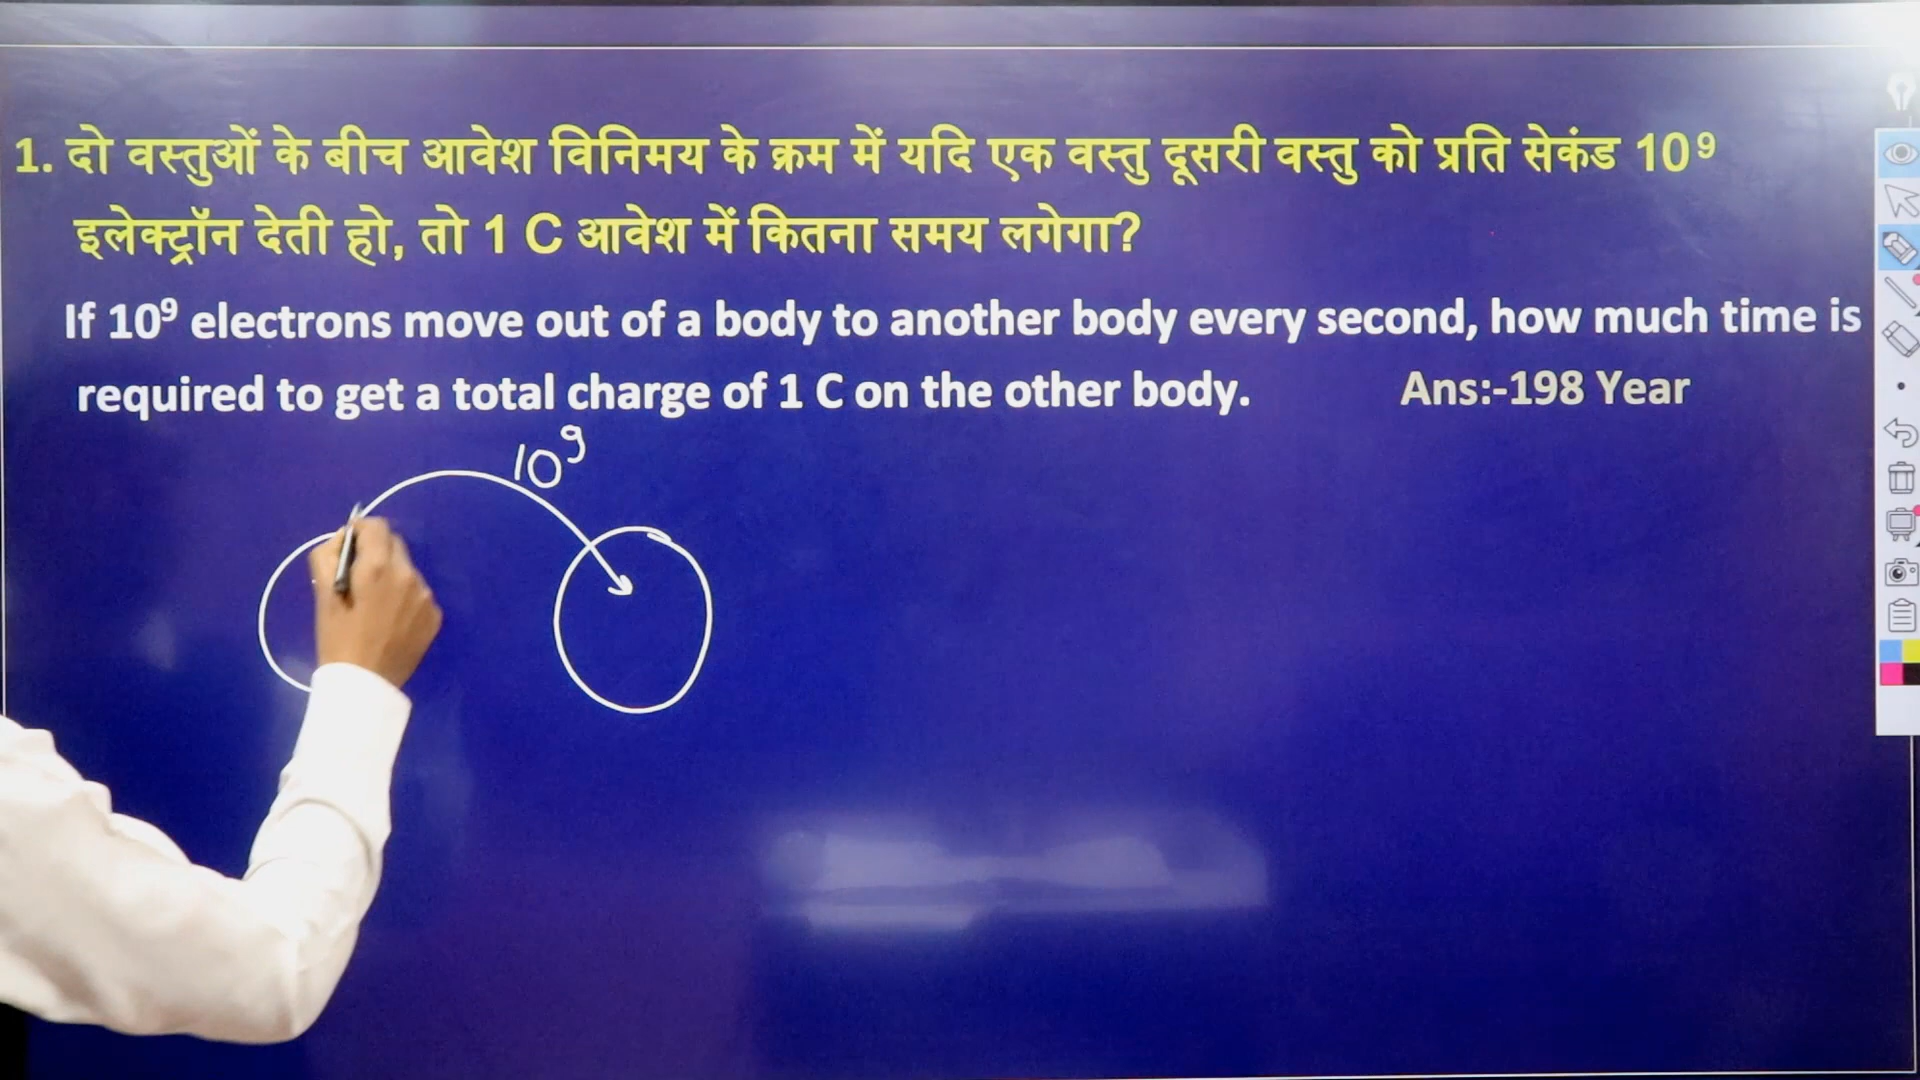 1. दो वस्तुओं के बीच आवेश विनिमय के क्रम में यदि एक वस्तु दूसरी वस्तु को प्रति सेकंड 10⁹
इलेक्ट्रॉन देती हो, तो 1 C आवेश में कितना समय लगेगा?
If 10⁹ electrons move out of a body to another body every second, how much time is
required to get a total charge of 1 C on the other body. Ans:-198 Year
10⁹